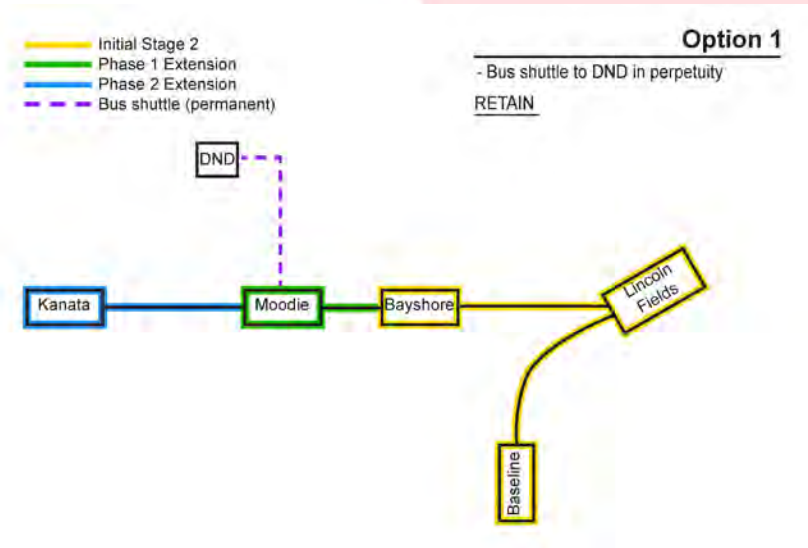 Option 1
- Bus shuttle to DND in perpetuity
RETAIN
Initial Stage 2
Phase 1 Extension
Phase 2 Extension
Bus shuttle (permanent)
DND
Kanata
Moodie
Bayshore
Lincoln
Fields
Baseline